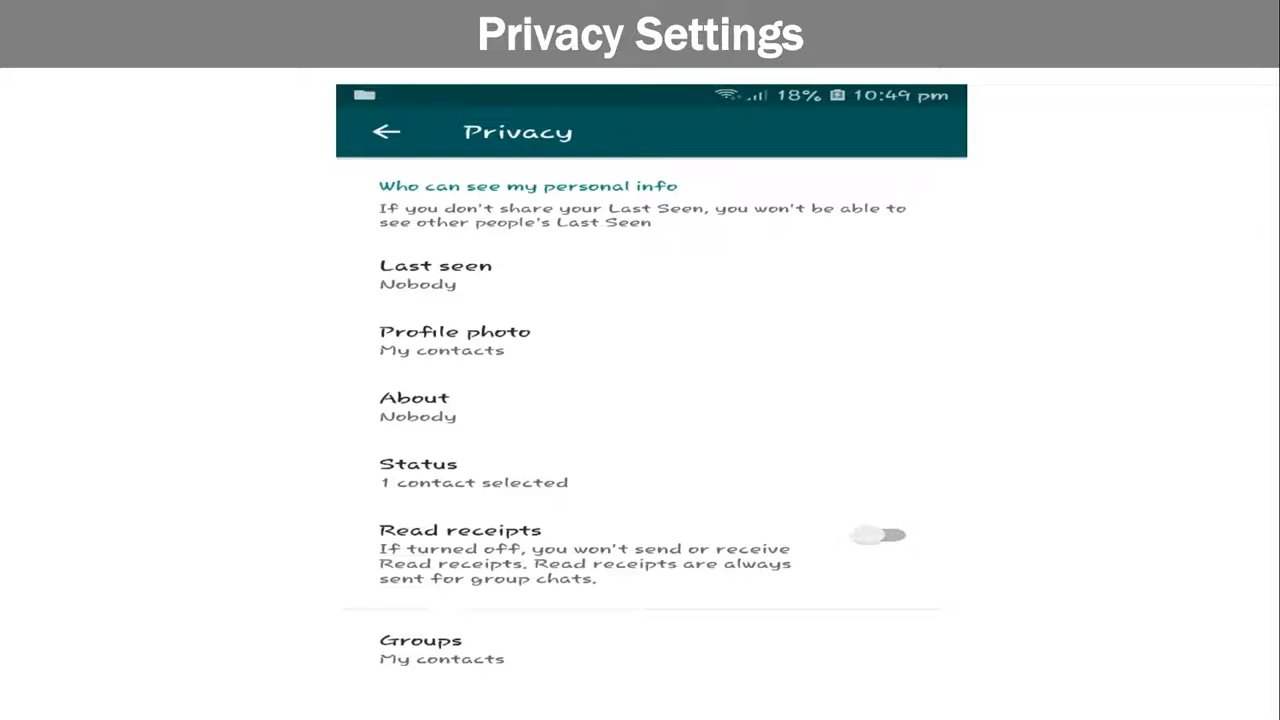 Privacy Settings
18% 10:49 pm
Privacy
Who can see my personal info
If you don't share your Last Seen, you won't be able to
see other people's Last Seen
Last seen
Nobody
Profile photo
My contacts
About
Nobody
Status
1 contact selected
Read receipts
If turned off, you won't send or receive
Read receipts. Read receipts are always
sent for group chats.
Groups
My contacts